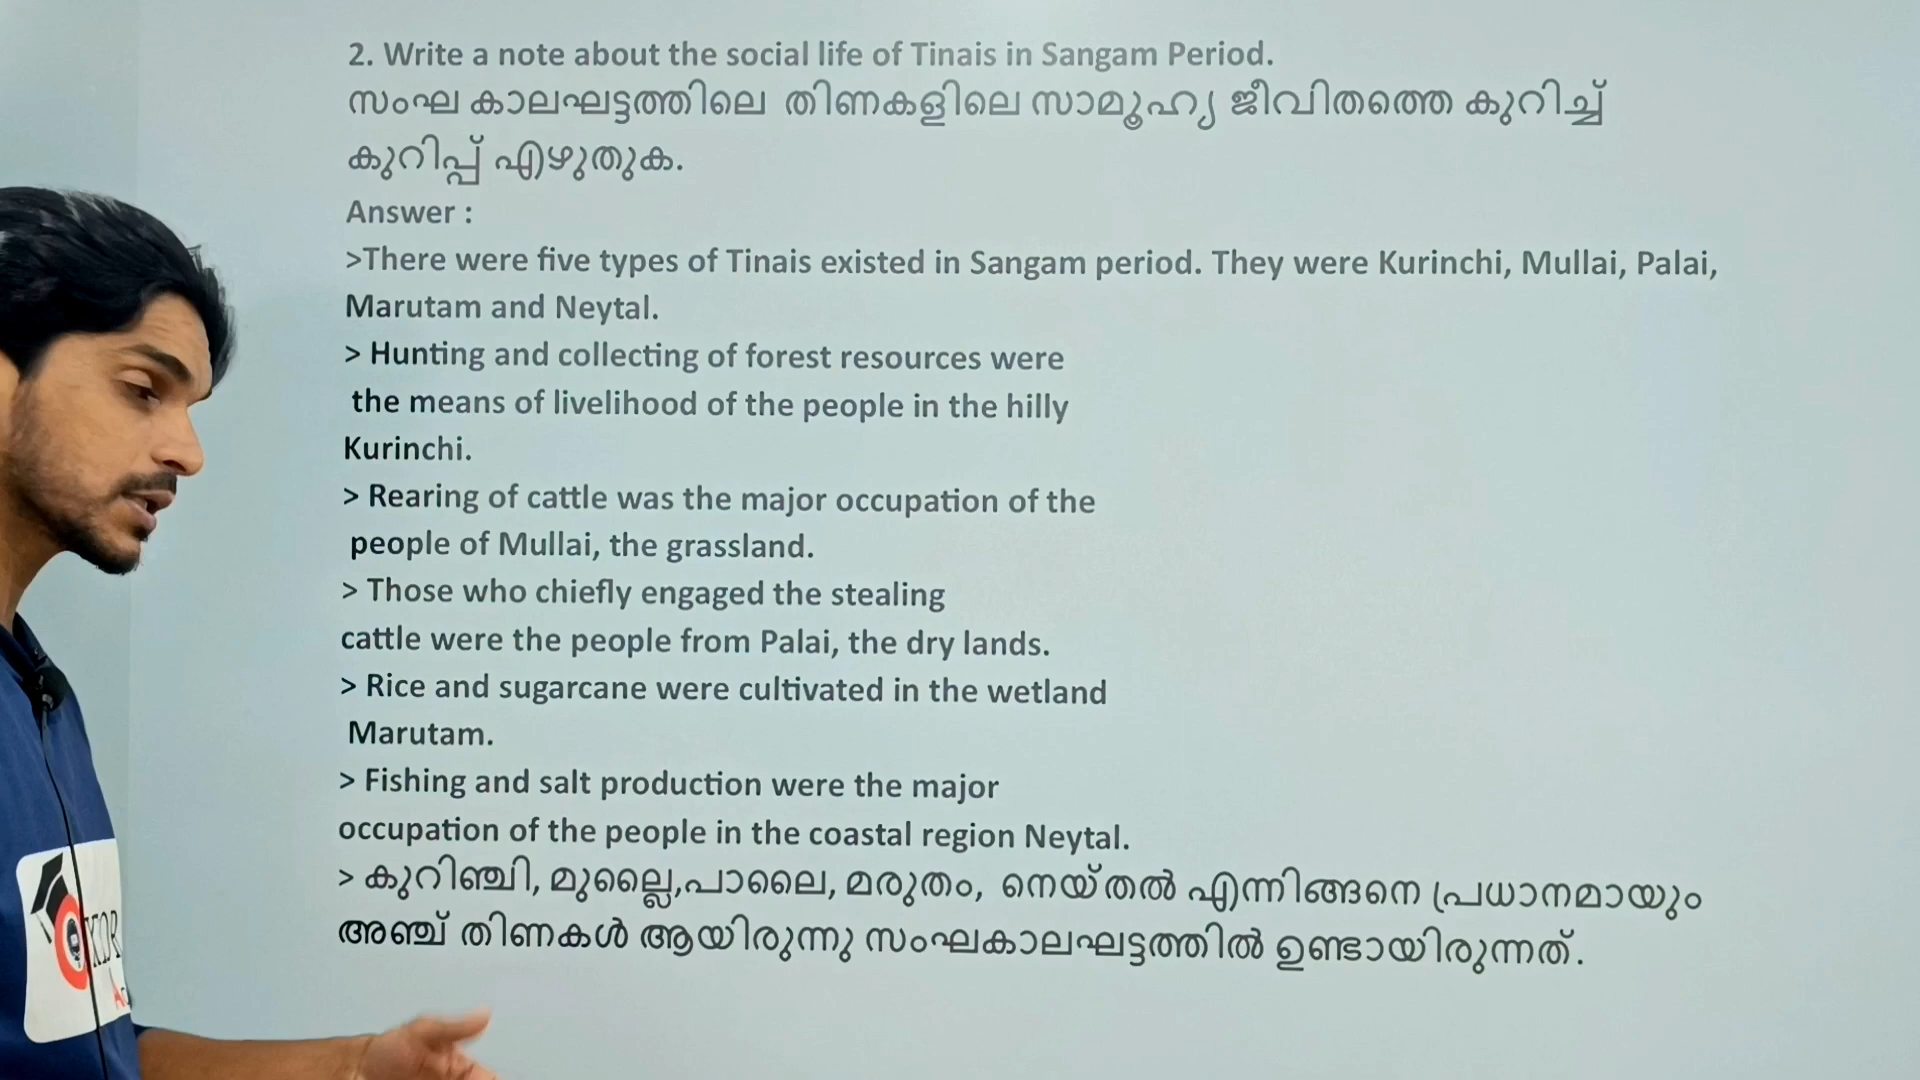 2. Write a note about the social life of Tinais in Sangam Period.
സംഘ കാലഘട്ടത്തിലെ തിണകളിലെ സാമൂഹ്യ ജീവിതത്തെ കുറിച്ച്
കുറിപ്പ് എഴുതുക.
Answer :
>There were five types of Tinais existed in Sangam period. They were Kurinchi, Mullai, Palai,
Marutam and Neytal.
> Hunting and collecting of forest resources were
the means of livelihood of the people in the hilly
Kurinchi.
> Rearing of cattle was the major occupation of the
people of Mullai, the grassland.
> Those who chiefly engaged the stealing
cattle were the people from Palai, the dry lands.
> Rice and sugarcane were cultivated in the wetland
Marutam.
> Fishing and salt production were the major
occupation of the people in the coastal region Neytal.
> കുറിഞ്ചി, മുല്ലൈ,പാലൈ, മരുതം, നെയ്തൽ എന്നിങ്ങനെ പ്രധാനമായും
അഞ്ച് തിണകൾ ആയിരുന്നു സംഘകാലഘട്ടത്തിൽ ഉണ്ടായിരുന്നത്.